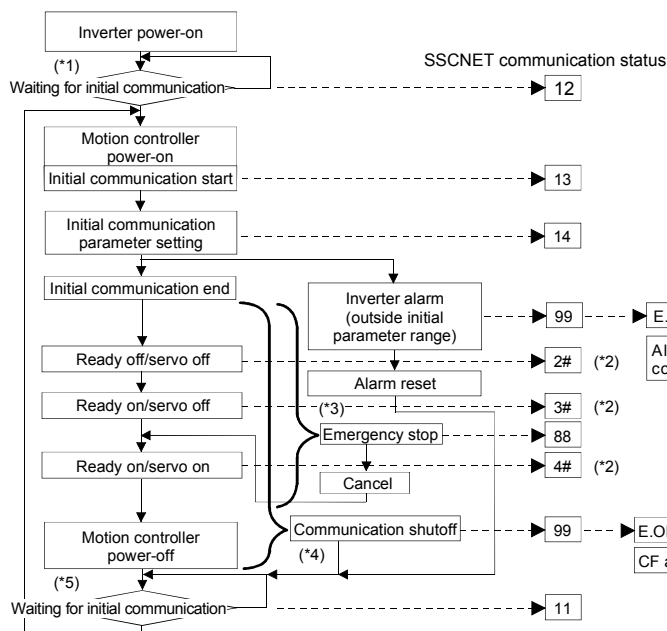 Inverter power-on
(*1)
SSCNET communication status
Waiting for initial communication
12
Motion controller
power-on
Initial communication start
13
Initial communication
parameter setting
14
Initial communication end
Inverter alarm
(outside initial
parameter range)
99
E.
Ready off/servo off
2#
(*2)
Alarm reset
Ready on/servo off
(*3)
3#
(*2)
Emergency stop
88
Ready on/servo on
4#
(*2)
Cancel
Motion controller
power-off
Communication shutoff
99
(*4)
CF a
(*5)
Waiting for initial communication
11